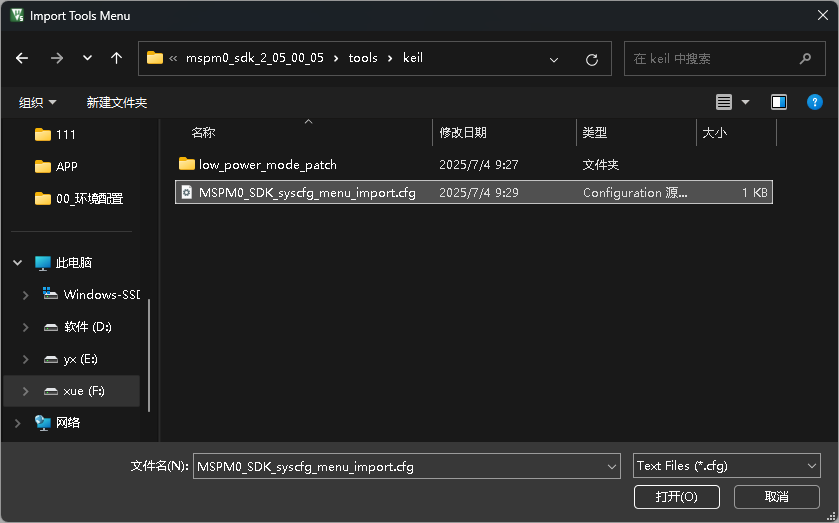 Import Tools Menu
« mspm0_sdk_2_05_00_05 › tools › keil
在 keil 中搜索
组织 新建文件夹
名称 修改日期 类型 大小
111
APP
00_环境配置
low_power_mode_patch 2025/7/4 9:27 文件夹
MSPM0_SDK_syscfg_menu_import.cfg 2025/7/4 9:29 Configuration 源... 1 KB
此电脑
Windows-SSD
软件 (D:)
yx (E:)
xue (F:)
网络
文件名(N): MSPM0_SDK_syscfg_menu_import.cfg Text Files (*.cfg)
打开(O) 取消